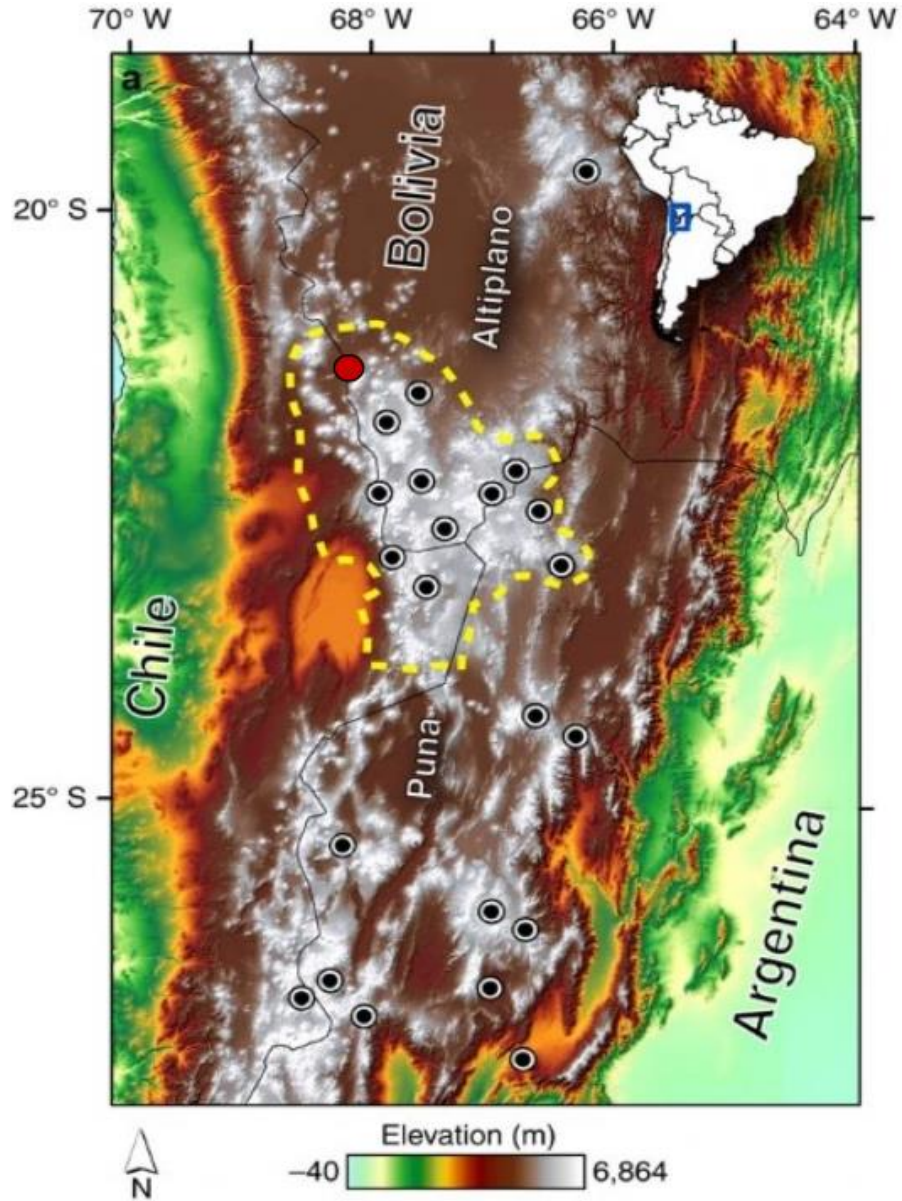 70° W 68° W 66° W 64° W
a
Bolivia
20° S
Altiplano
Chile
Puna
25° S
Argentina
Elevation (m)
−40 6,864
N